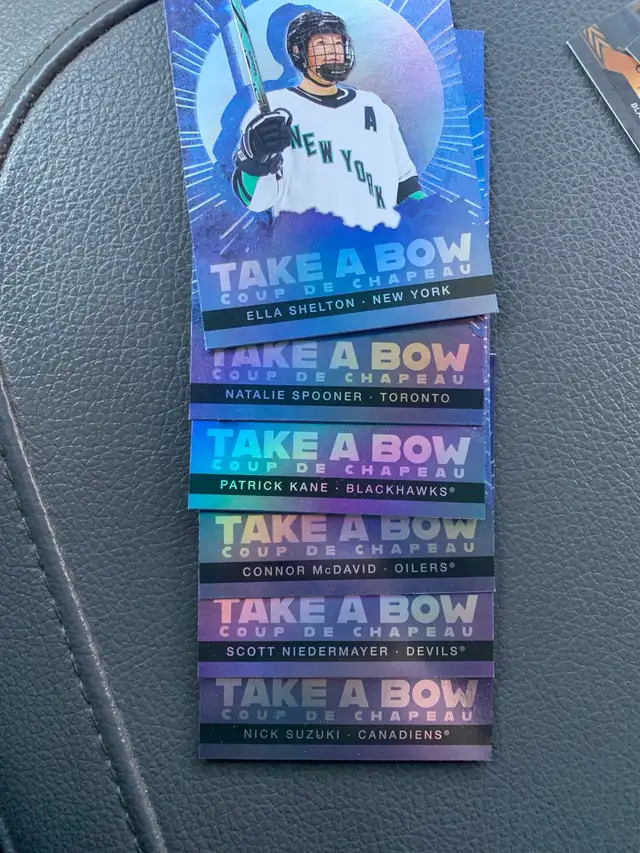 A
NEW YORK
TAKE A BOW
COUP DE CHAPEAU
ELLA SHELTON · NEW YORK
TAKE A BOW
COUP DE CHAPEAU
NATALIE SPOONER · TORONTO
TAKE A BOW
COUP DE CHAPEAU
PATRICK KANE · BLACKHAWKS®
TAKE A BOW
COUP DE CHAPEAU
CONNOR McDAVID · OILERS®
TAKE A BOW
COUP DE CHAPEAU
SCOTT NIEDERMAYER · DEVILS®
TAKE A BOW
COUP DE CHAPEAU
NICK SUZUKI · CANADIENS®